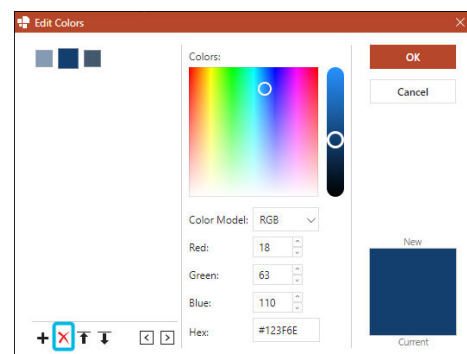 Edit Colors
Colors:
OK
Cancel
Color Model: RGB
Red: 18
Green: 63
Blue: 110
Hex: #123F6E
New
Current